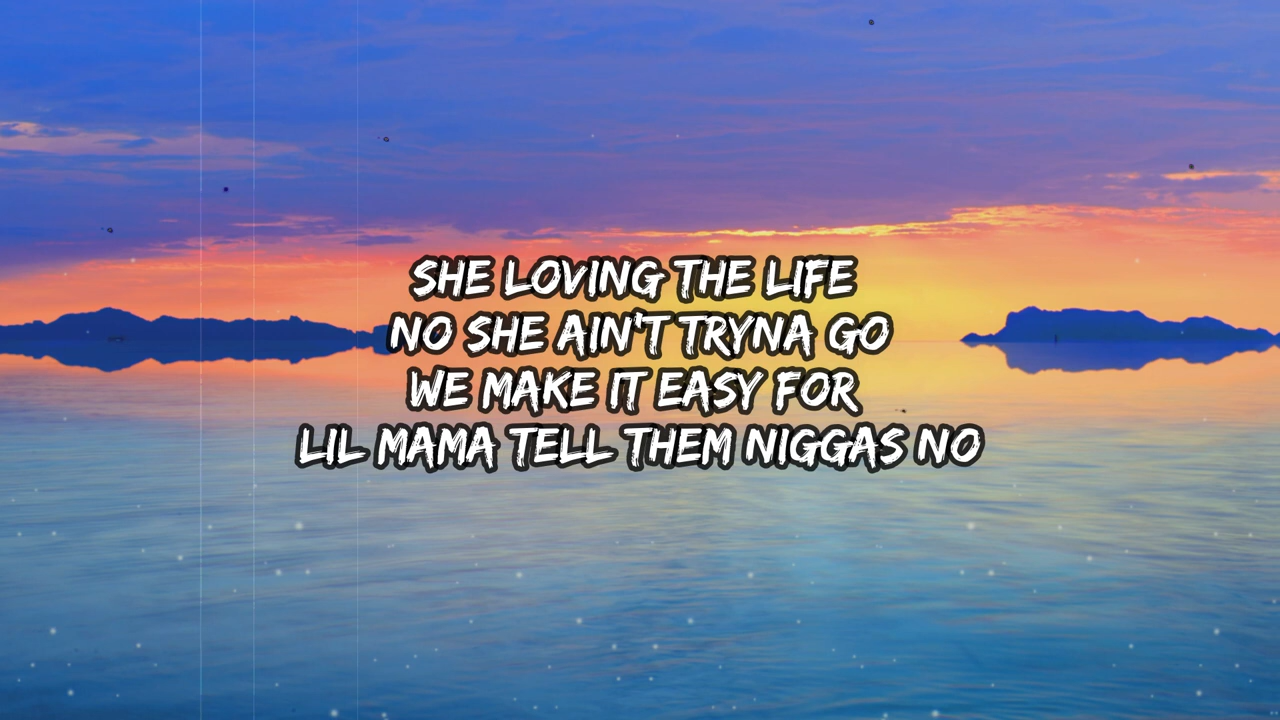 SHE LOVING THE LIFE
NO SHE AIN'T TRYNA GO
WE MAKE IT EASY FOR
LIL MAMA TELL THEM NIGGAS NO